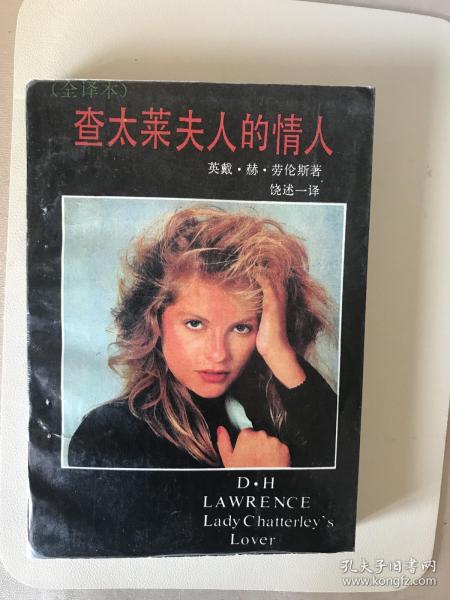 (全译本)
查太莱夫人的情人
英戴·赫·劳伦斯著
饶述一译
D·H
LAWRENCE
Lady Chatterley's
Lover
孔夫子旧书网
www.kongfz.com